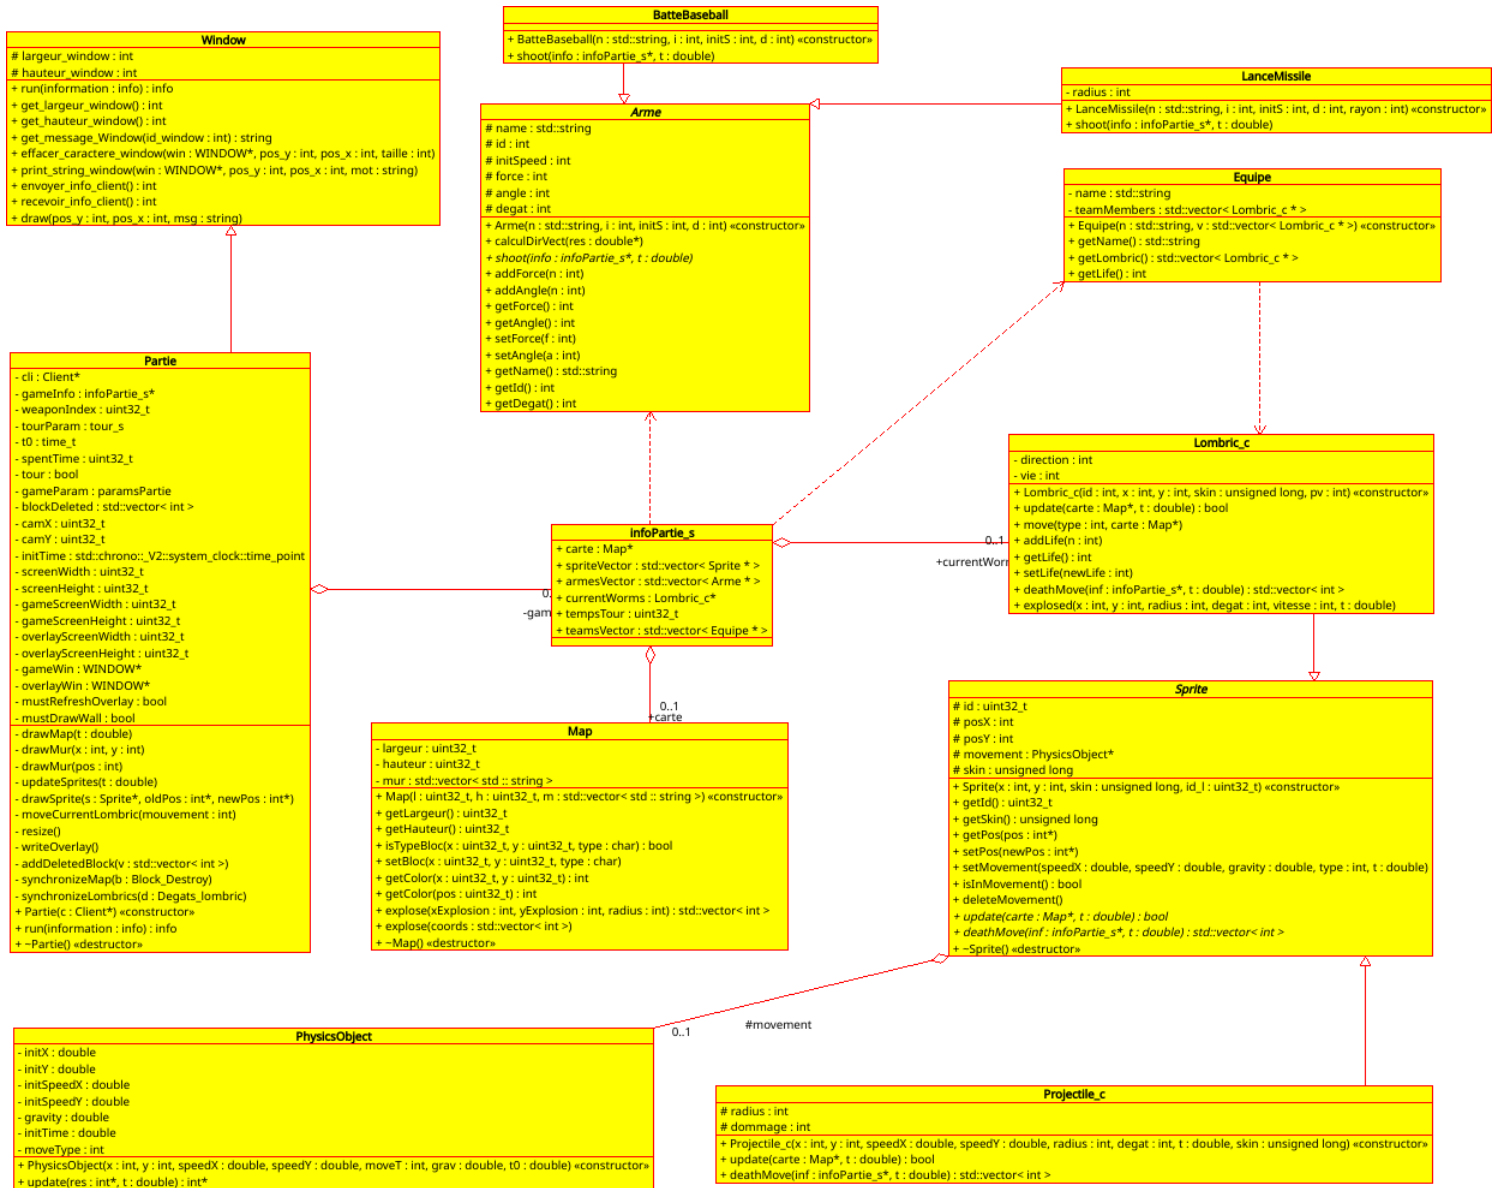 BatteBaseball
+ BatteBaseball(n : std::string, i : int, initS : int, d : int) «constructor»
+ shoot(info : infoPartie_s*, t : double)
Window
# largeur_window : int
# hauteur_window : int
+ run(information : info) : info
+ get_largeur_window() : int
+ get_hauteur_window() : int
+ get_message_Window(id_window : int) : string
+ effacer_caractere_window(win : WINDOW*, pos_y : int, pos_x : int, taille : int)
+ print_string_window(win : WINDOW*, pos_y : int, pos_x : int, mot : string)
+ envoyer_info_client() : int
+ recevoir_info_client() : int
+ draw(pos_y : int, pos_x : int, msg : string)
LanceMissile
- radius : int
+ LanceMissile(n : std::string, i : int, initS : int, d : int, rayon : int) «constructor»
+ shoot(info : infoPartie_s*, t : double)
Arme
# name : std::string
# id : int
# initSpeed : int
# force : int
# angle : int
# degat : int
+ Arme(n : std::string, i : int, initS : int, d : int) «constructor»
+ calculDirVect(res : double*)
+ shoot(info : infoPartie_s*, t : double)
+ addForce(n : int)
+ addAngle(n : int)
+ getForce() : int
+ getAngle() : int
+ setForce(f : int)
+ setAngle(a : int)
+ getName() : std::string
+ getId() : int
+ getDegat() : int
Equipe
- name : std::string
- teamMembers : std::vector< Lombric_c * >
+ Equipe(n : std::string, v : std::vector< Lombric_c * >) «constructor»
+ getName() : std::string
+ getLombric() : std::vector< Lombric_c * >
+ getLife() : int
Partie
- cli : Client*
- gameInfo : infoPartie_s*
- weaponIndex : uint32_t
- tourParam : tour_s
- t0 : time_t
- spentTime : uint32_t
- tour : bool
- gameParam : paramsPartie
- blockDeleted : std::vector< int >
- camX : uint32_t
- camY : uint32_t
- initTime : std::chrono::_V2::system_clock::time_point
- screenWidth : uint32_t
- screenHeight : uint32_t
- gameScreenWidth : uint32_t
- gameScreenHeight : uint32_t
- overlayScreenWidth : uint32_t
- overlayScreenHeight : uint32_t
- gameWin : WINDOW*
- overlayWin : WINDOW*
- mustRefreshOverlay : bool
- mustDrawWall : bool
- drawMap(t : double)
- drawMur(x : int, y : int)
- drawMur(pos : int)
- updateSprites(t : double)
- drawSprite(s : Sprite*, oldPos : int*, newPos : int*)
- moveCurrentLombric(mouvement : int)
- resize()
- writeOverlay()
- addDeletedBlock(v : std::vector< int >)
- synchronizeMap(b : Block_Destroy)
- synchronizeLombrics(d : Degats_lombric)
+ Partie(c : Client*) «constructor»
+ run(information : info) : info
+ ~Partie() «destructor»
Lombric_c
- direction : int
- vie : int
+ Lombric_c(id : int, x : int, y : int, skin : unsigned long, pv : int) «constructor»
+ update(carte : Map*, t : double) : bool
+ move(type : int, carte : Map*)
+ addLife(n : int)
+ getLife() : int
+ setLife(newLife : int)
+ deathMove(inf : infoPartie_s*, t : double) : std::vector< int >
+ explosed(x : int, y : int, radius : int, degat : int, vitesse : int, t : double)
infoPartie_s
+ carte : Map*
+ spriteVector : std::vector< Sprite * >
+ armesVector : std::vector< Arme * >
+ currentWorms : Lombric_c*
+ tempsTour : uint32_t
+ teamsVector : std::vector< Equipe * >
0..1
+currentWorr
0.
-gam
0..1
+carte
Map
- largeur : uint32_t
- hauteur : uint32_t
- mur : std::vector< std :: string >
+ Map(l : uint32_t, h : uint32_t, m : std::vector< std :: string >) «constructor»
+ getLargeur() : uint32_t
+ getHauteur() : uint32_t
+ isTypeBloc(x : uint32_t, y : uint32_t, type : char) : bool
+ setBloc(x : uint32_t, y : uint32_t, type : char)
+ getColor(x : uint32_t, y : uint32_t) : int
+ getColor(pos : uint32_t) : int
+ explose(xExplosion : int, yExplosion : int, radius : int) : std::vector< int >
+ explose(coords : std::vector< int >)
+ ~Map() «destructor»
Sprite
# id : uint32_t
# posX : int
# posY : int
# movement : PhysicsObject*
# skin : unsigned long
+ Sprite(x : int, y : int, skin : unsigned long, id_l : uint32_t) «constructor»
+ getId() : uint32_t
+ getSkin() : unsigned long
+ getPos(pos : int*)
+ setPos(newPos : int*)
+ setMovement(speedX : double, speedY : double, gravity : double, type : int, t : double)
+ isInMovement() : bool
+ deleteMovement()
+ update(carte : Map*, t : double) : bool
+ deathMove(inf : infoPartie_s*, t : double) : std::vector< int >
+ ~Sprite() «destructor»
0..1
#movement
PhysicsObject
- initX : double
- initY : double
- initSpeedX : double
- initSpeedY : double
- gravity : double
- initTime : double
- moveType : int
+ PhysicsObject(x : int, y : int, speedX : double, speedY : double, moveT : int, grav : double, t0 : double) «constructor»
+ update(res : int*, t : double) : int*
Projectile_c
# radius : int
# dommage : int
+ Projectile_c(x : int, y : int, speedX : double, speedY : double, radius : int, degat : int, t : double, skin : unsigned long) «constructor»
+ update(carte : Map*, t : double) : bool
+ deathMove(inf : infoPartie_s*, t : double) : std::vector< int >